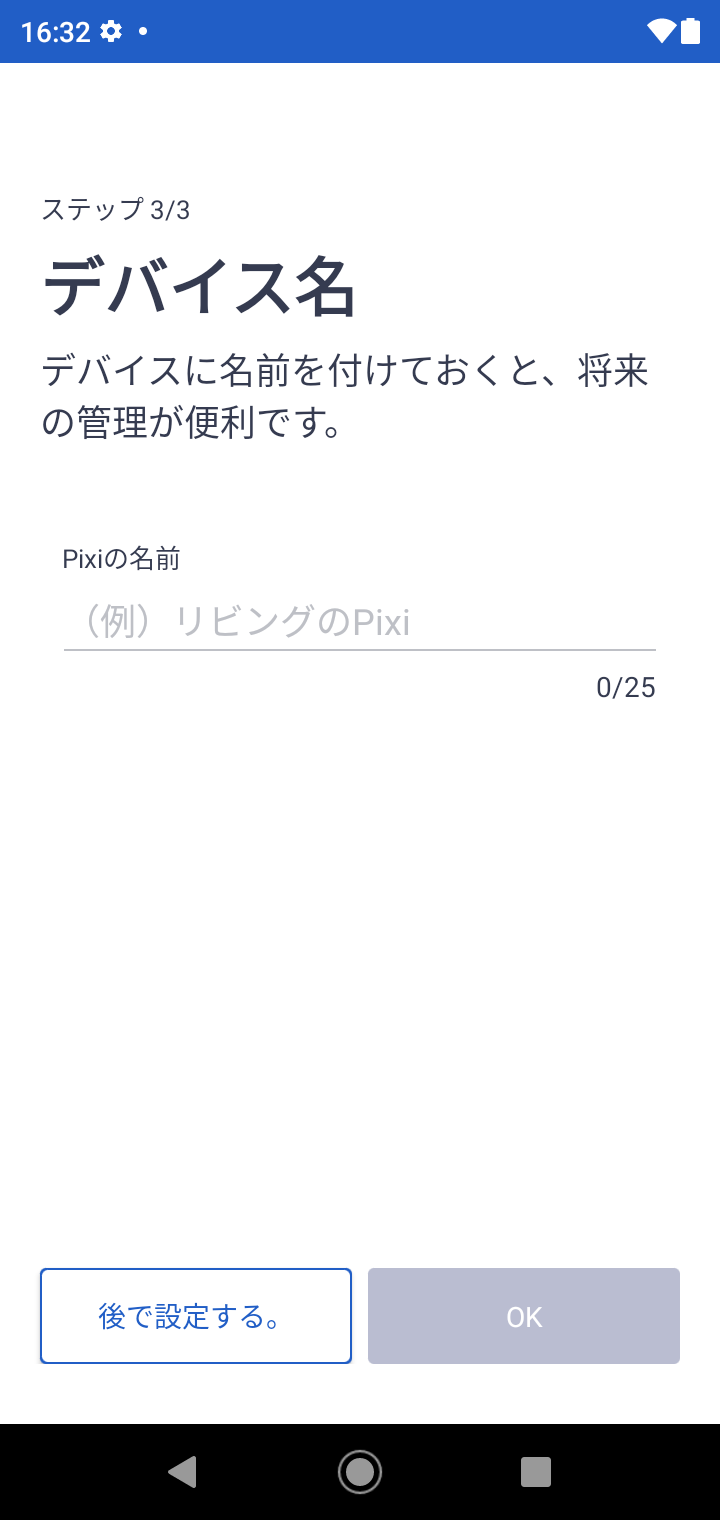 16:32
ステップ 3/3
デバイス名
デバイスに名前を付けておくと、将来
の管理が便利です。
Pixiの名前
（例）リビングのPixi
0/25
後で設定する。
OK